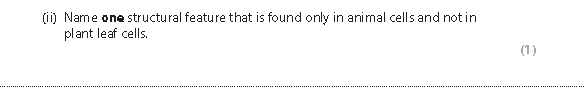 (ii) Name one structural feature that is found only in animal cells and not in
plant leaf cells.
(1)